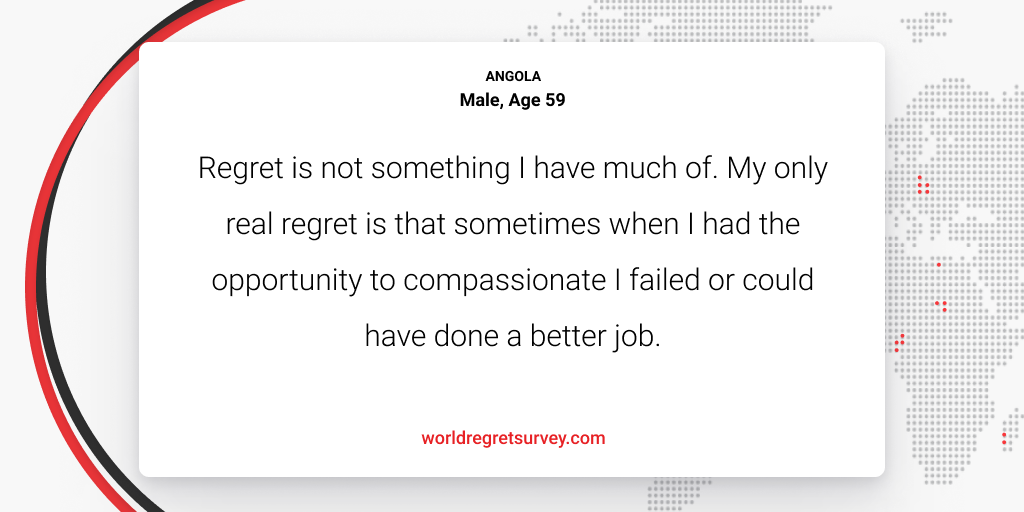 ANGOLA
Male, Age 59
Regret is not something I have much of. My only
real regret is that sometimes when I had the
opportunity to compassionate I failed or could
have done a better job.
worldregretsurvey.com